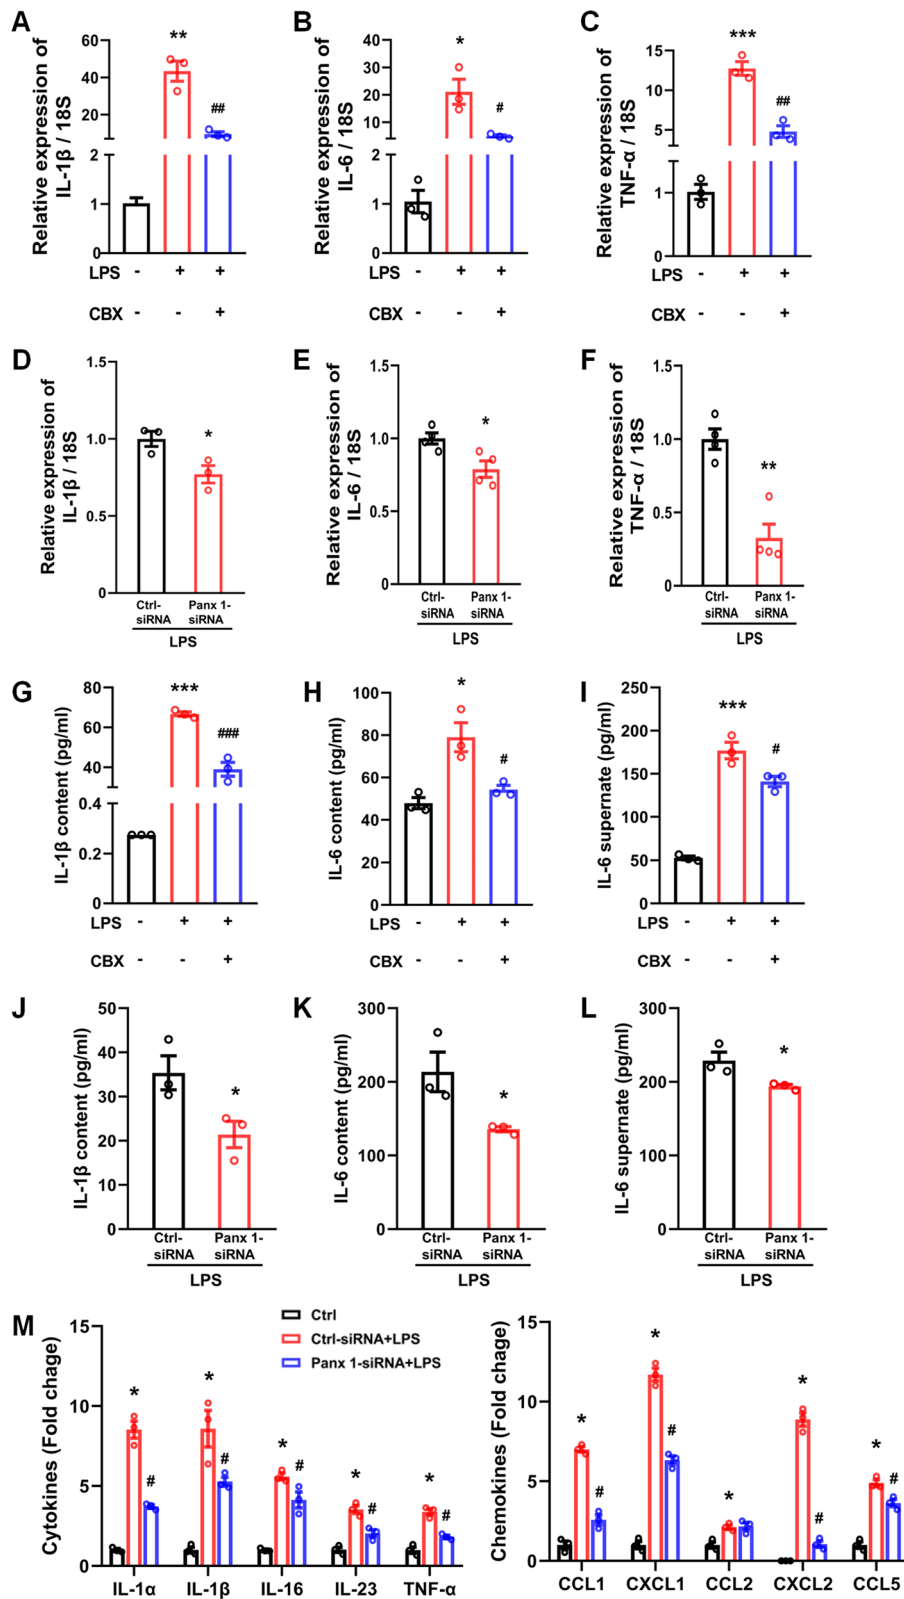 A
Relative expression of
IL-1β / 18S
60
40
20
2
1
0
**
##
LPS - + +
CBX - - +
B
Relative expression of
IL-6 / 18S
40
30
20
10
2
1
0
*
#
LPS - + +
CBX - - +
C
Relative expression of
TNF-α / 18S
15
10
5
1
0
***
##
LPS - + +
CBX - - +
D
Relative expression of
IL-1β / 18S
1.5
1.0
0.5
0
*
Ctrl- Panx 1-
siRNA siRNA
LPS
E
Relative expression of
IL-6 / 18S
1.5
1.0
0.5
0
*
Ctrl- Panx 1-
siRNA siRNA
LPS
F
Relative expression of
TNF-α / 18S
1.5
1.0
0.5
0
**
Ctrl- Panx 1-
siRNA siRNA
LPS
G
IL-1β content (pg/ml)
80
60
40
0.4
0.2
0
***
###
LPS - + +
CBX - - +
H
IL-6 content (pg/ml)
100
80
60
40
20
0
*
#
LPS - + +
CBX - - +
I
IL-6 supernate (pg/ml)
250
200
150
100
50
0
***
#
LPS - + +
CBX - - +
J
IL-1β content (pg/ml)
50
40
30
20
10
0
*
Ctrl- Panx 1-
siRNA siRNA
LPS
K
IL-6 content (pg/ml)
300
200
100
0
*
Ctrl- Panx 1-
siRNA siRNA
LPS
L
IL-6 supernate (pg/ml)
300
200
100
0
*
Ctrl- Panx 1-
siRNA siRNA
LPS
M
Ctrl
Ctrl-siRNA+LPS
Panx 1-siRNA+LPS
Cytokines (Fold chage)
15
10
5
0
* # * # * # * # * #
IL-1α IL-1β IL-16 IL-23 TNF-α
Chemokines (Fold chage)
15
10
5
0
* # * # * * # * #
CCL1 CXCL1 CCL2 CXCL2 CCL5